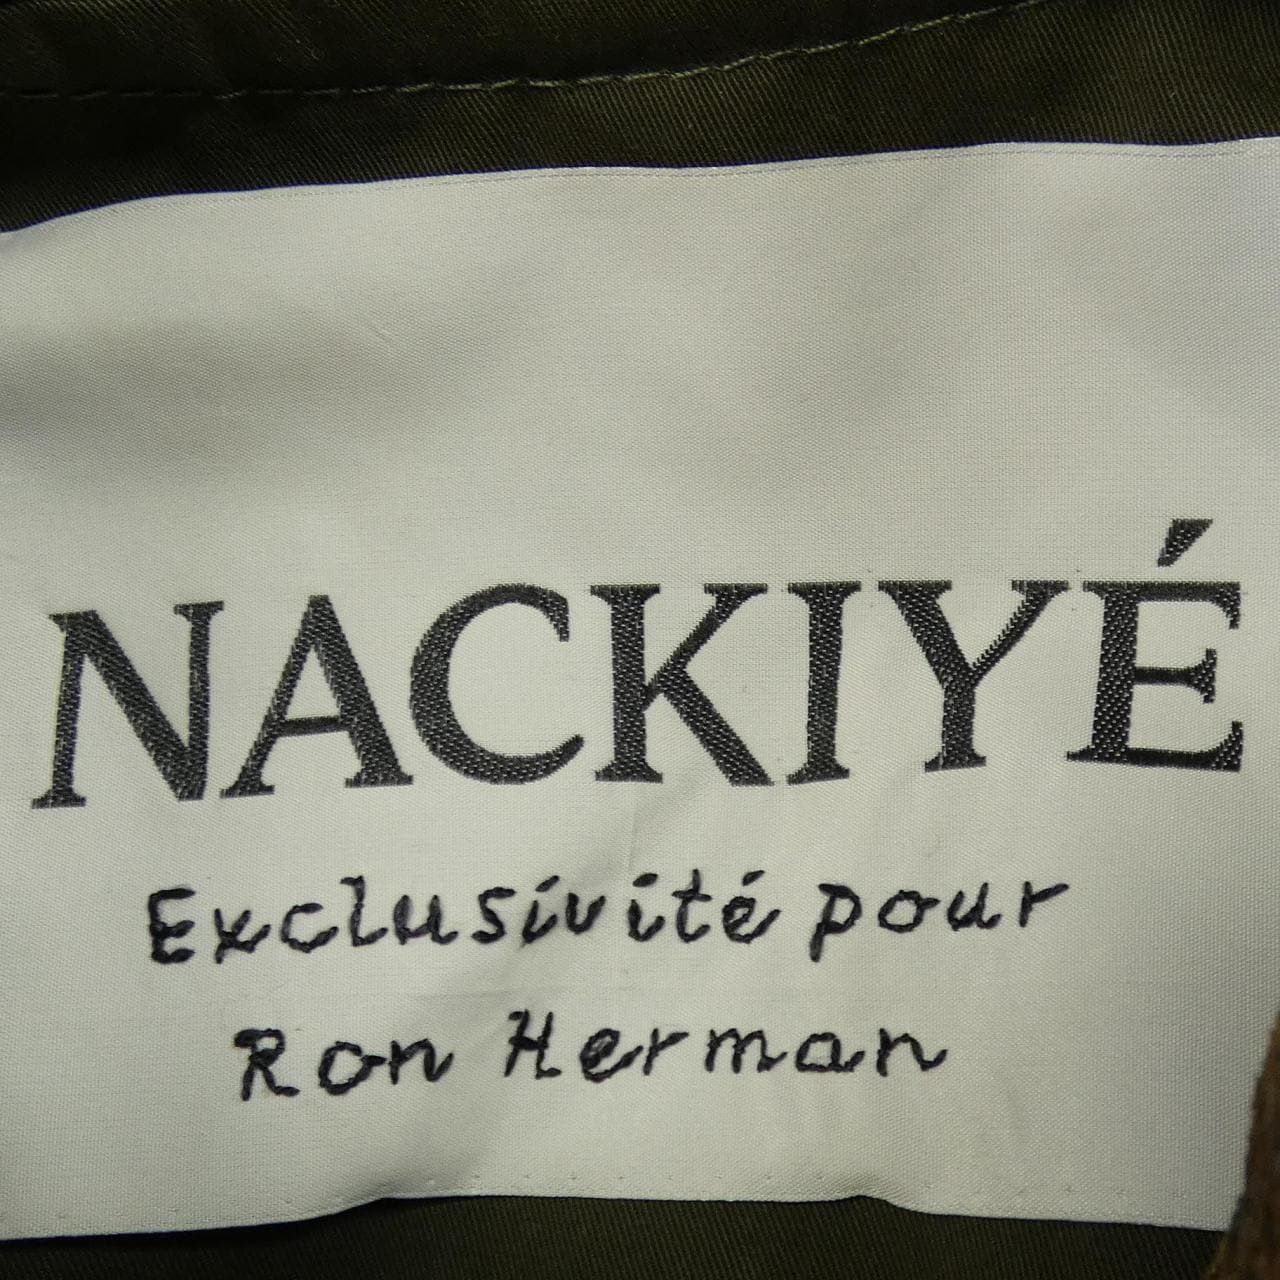 NACKIYÉ
Exclusivité pour
Ron Herman